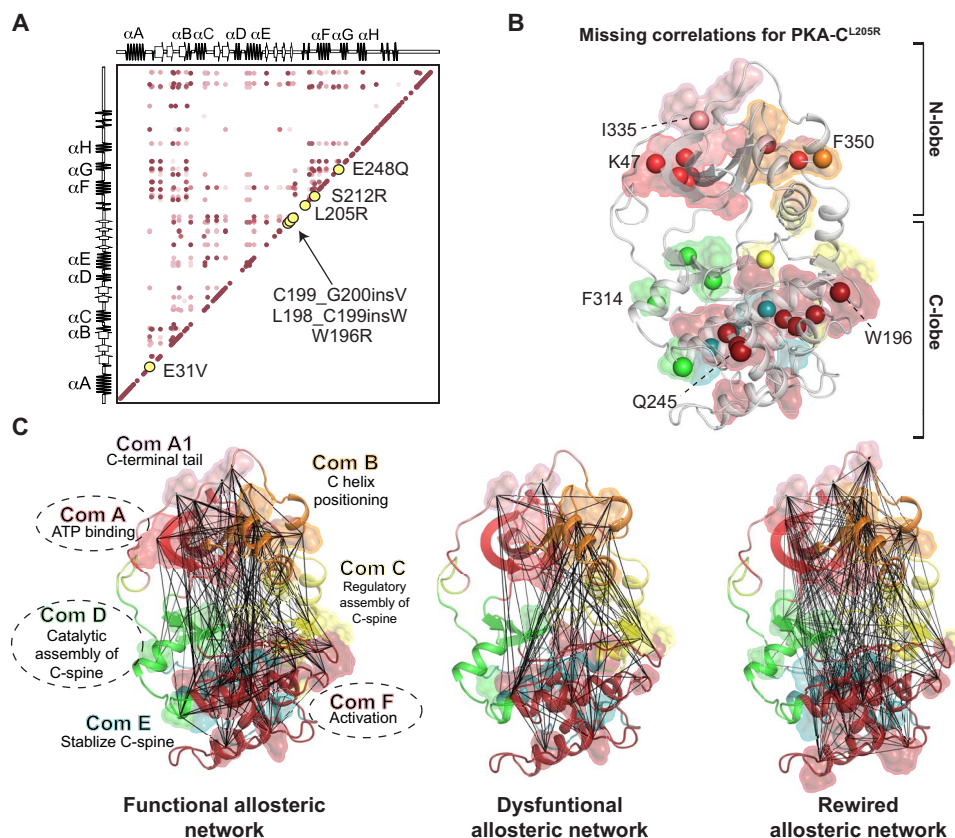 A
αA
αB
αC
αD
αE
αF
αG
αH
αH
αG
αF
αE
αD
αC
αB
αA
E248Q
S212R
L205R
C199_G200insV
L198_C199insW
W196R
E31V
B
Missing correlations for PKA-C^L205R
I335
K47
F350
F314
W196
Q245
N-lobe
C-lobe
C
Com A1
C-terminal tail
Com B
C helix
positioning
Com A
ATP binding
Com C
Regulatory
assembly of
C-spine
Com D
Catalytic
assembly of
C-spine
Com F
Activation
Com E
Stablize C-spine
Functional allosteric
network
Dysfuntional
allosteric network
Rewired
allosteric network